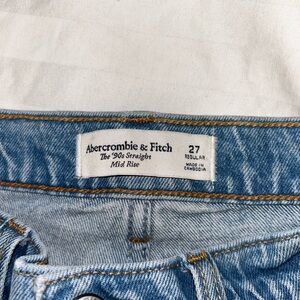 Abercrombie & Fitch
The '90s Straight
Mid Rise
27
REGULAR
MADE IN
CAMBODIA